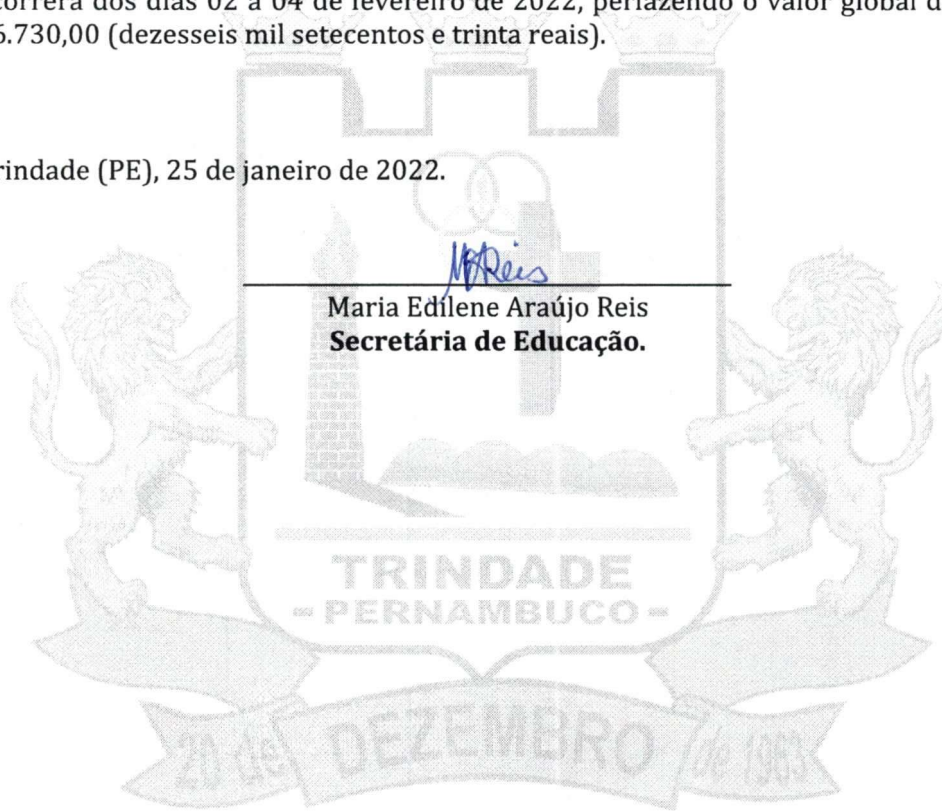 correrá dos dias 02 a 04 de fevereiro de 2022, perfazendo o valor global d
6.730,00 (dezesseis mil setecentos e trinta reais).
rindade (PE), 25 de janeiro de 2022.
MEReis
Maria Edilene Araújo Reis
Secretária de Educação.
TRINDADE
- PERNAMBUCO -
20 de DEZEMBRO de 1963